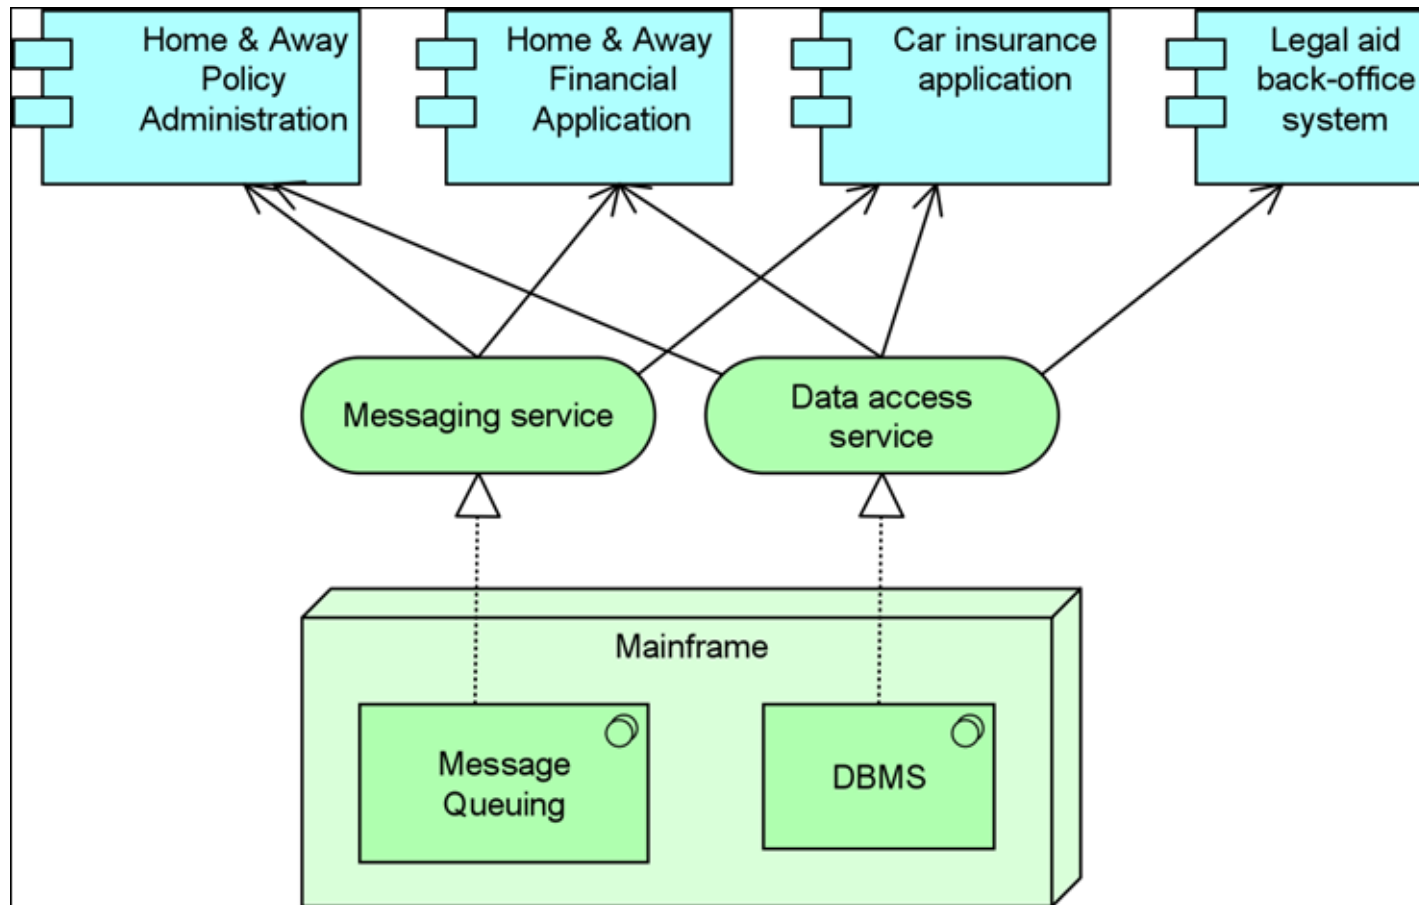 Home & Away
Policy
Administration
Home & Away
Financial
Application
Car insurance
application
Legal aid
back-office
system
Messaging service
Data access
service
Mainframe
Message
Queuing
DBMS